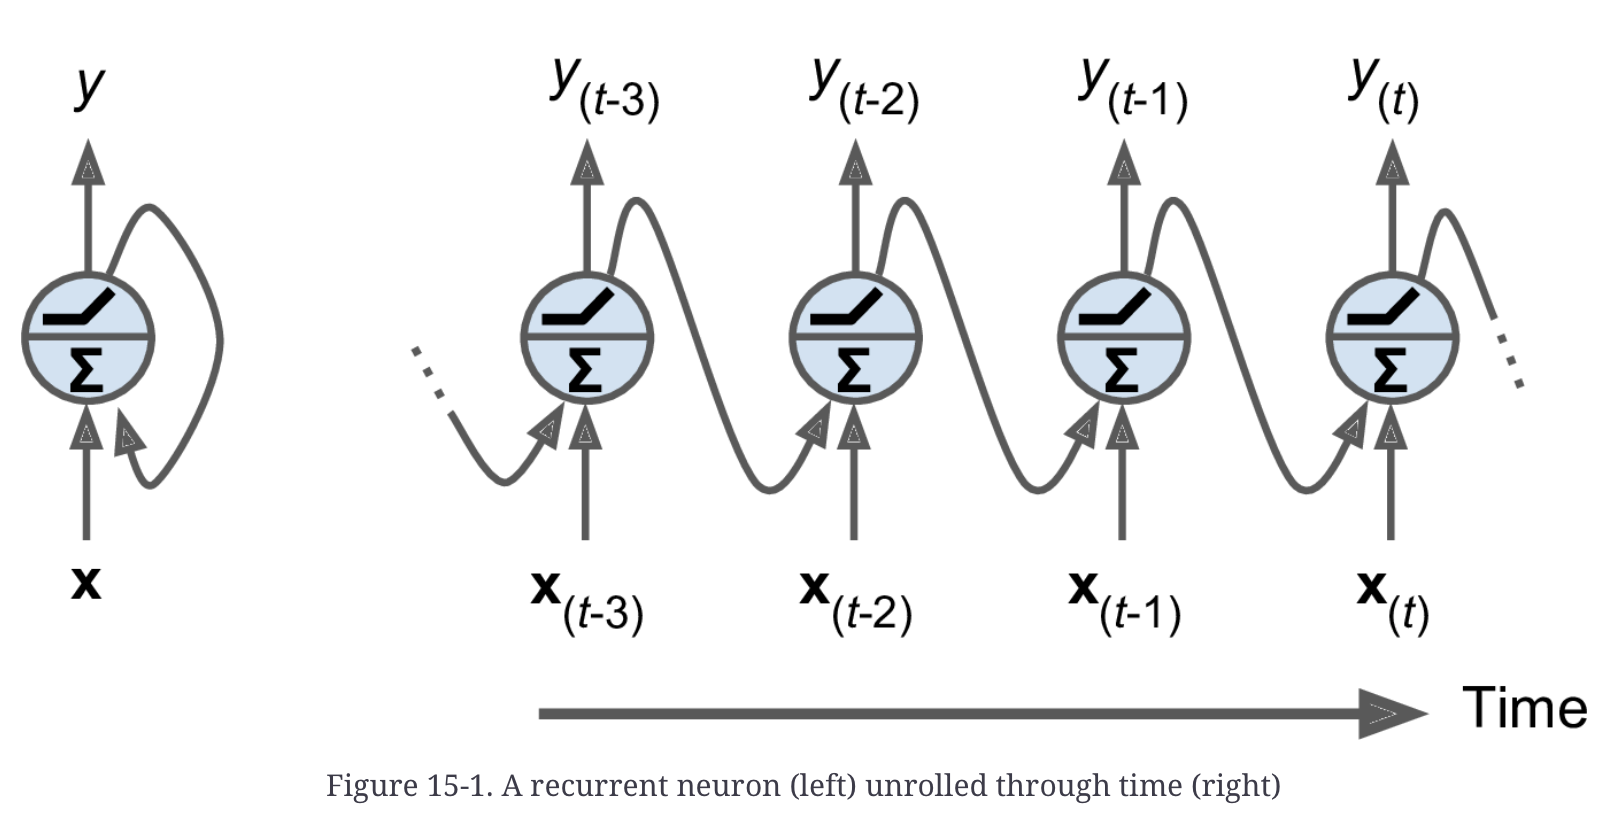 y
y(t-3) y(t-2) y(t-1) y(t)
Σ Σ Σ Σ Σ
x
x(t-3) x(t-2) x(t-1) x(t)
Time
Figure 15-1. A recurrent neuron (left) unrolled through time (right)